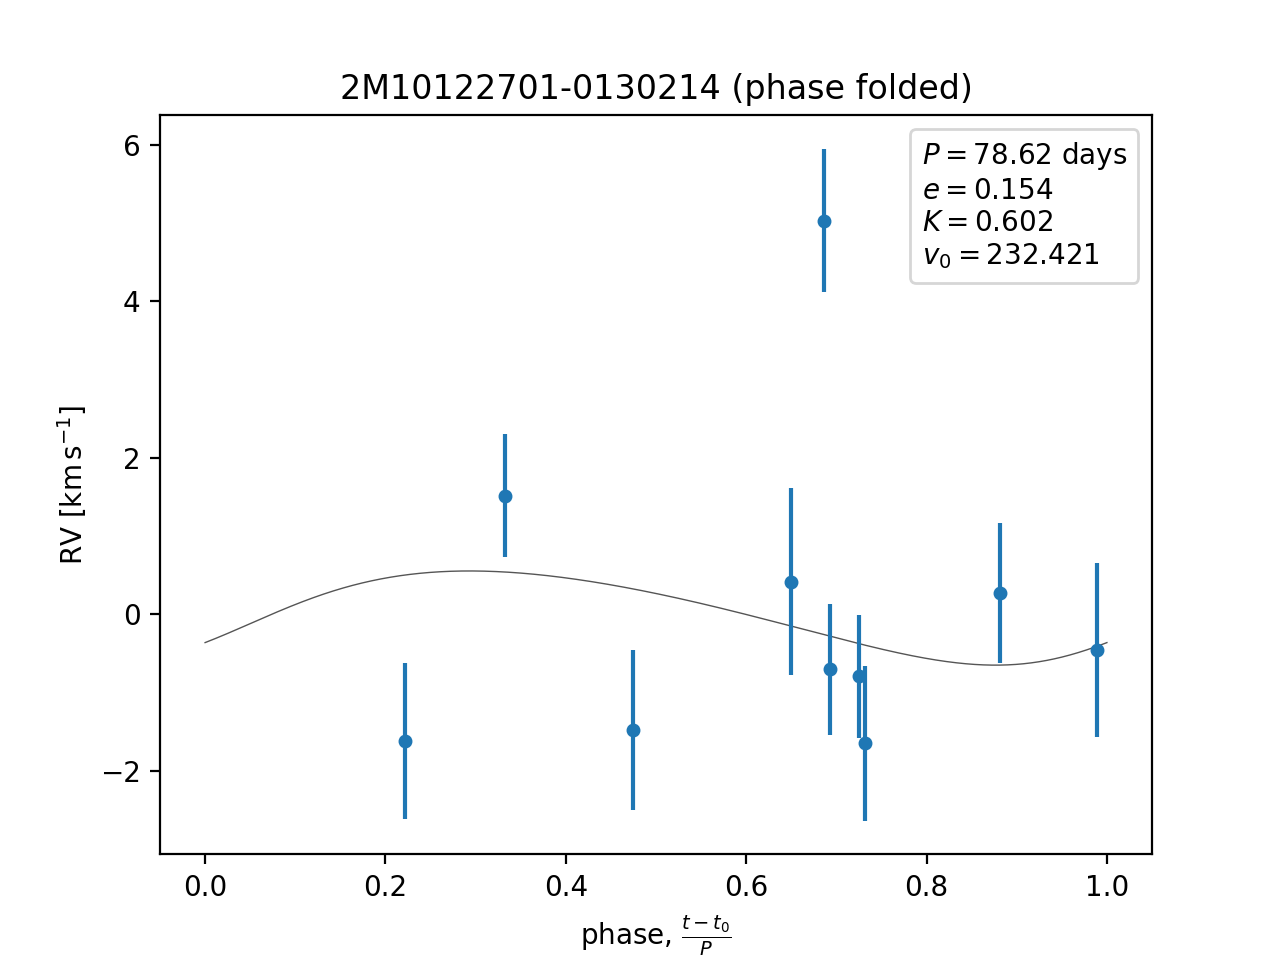 2M10122701-0130214 (phase folded)
P = 78.62 days
e = 0.154
K = 0.602
v₀ = 232.421
6
4
2
0
−2
RV [km s⁻¹]
0.0 0.2 0.4 0.6 0.8 1.0
phase, (t − t₀)/P